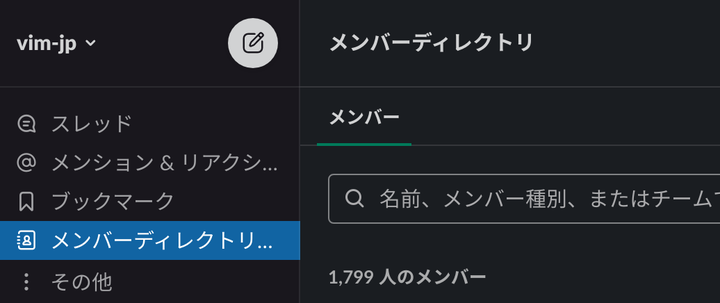 vim-jp
スレッド
@ メンション & リアクシ...
ブックマーク
メンバーディレクトリ...
その他
メンバーディレクトリ
メンバー
名前、メンバー種別、またはチーム
1,799 人のメンバー